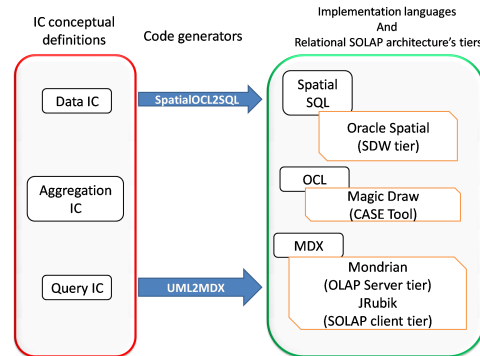 IC conceptual
definitions
Code generators
Implementation languages
And
Relational SOLAP architecture's tiers
Data IC
SpatialOCL2SQL
Spatial
SQL
Oracle Spatial
(SDW tier)
Aggregation
IC
OCL
Magic Draw
(CASE Tool)
MDX
Query IC
UML2MDX
Mondrian
(OLAP Server tier)
JRubik
(SOLAP client tier)